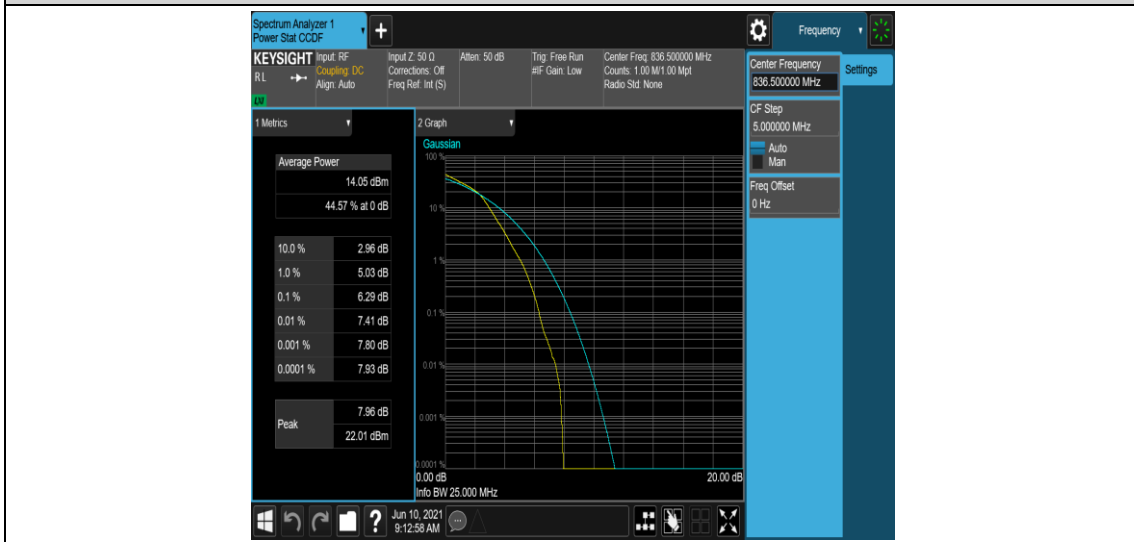 Spectrum Analyzer 1
Power Stat CCDF
+
Frequency
KEYSIGHT
RL
LXI
Input: RF
Coupling: DC
Align: Auto
Input Z: 50 Ω
Corrections: Off
Freq Ref: Int (S)
Atten: 50 dB
Trig: Free Run
#IF Gain: Low
Center Freq: 836.500000 MHz
Counts: 1.00 M/1.00 Mpt
Radio Std: None
Center Frequency
836.500000 MHz
Settings
CF Step
5.000000 MHz
Auto
Man
Freq Offset
0 Hz
1 Metrics
Average Power
14.05 dBm
44.57 % at 0 dB
10.0 % 2.96 dB
1.0 % 5.03 dB
0.1 % 6.29 dB
0.01 % 7.41 dB
0.001 % 7.80 dB
0.0001 % 7.93 dB
Peak
7.96 dB
22.01 dBm
2 Graph
Gaussian
100 %
10 %
1 %
0.1 %
0.01 %
0.001 %
0.0001 %
0.00 dB 20.00 dB
Info BW 25.000 MHz
?
Jun 10, 2021
9:12:58 AM